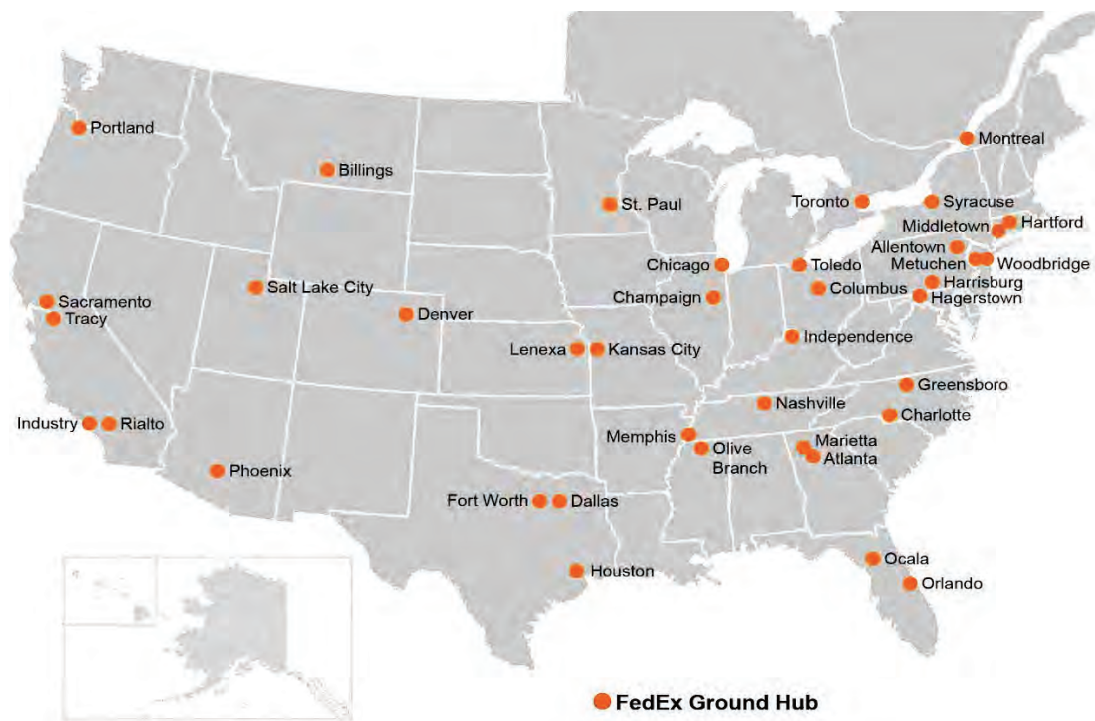 Portland
Montreal
Billings
St. Paul
Toronto
Syracuse
Middletown
Hartford
Allentown
Metuchen
Woodbridge
Chicago
Toledo
Harrisburg
Salt Lake City
Columbus
Hagerstown
Champaign
Sacramento
Tracy
Denver
Independence
Lenexa
Kansas City
Greensboro
Nashville
Charlotte
Industry
Rialto
Memphis
Olive
Branch
Marietta
Atlanta
Phoenix
Fort Worth
Dallas
Ocala
Houston
Orlando
FedEx Ground Hub